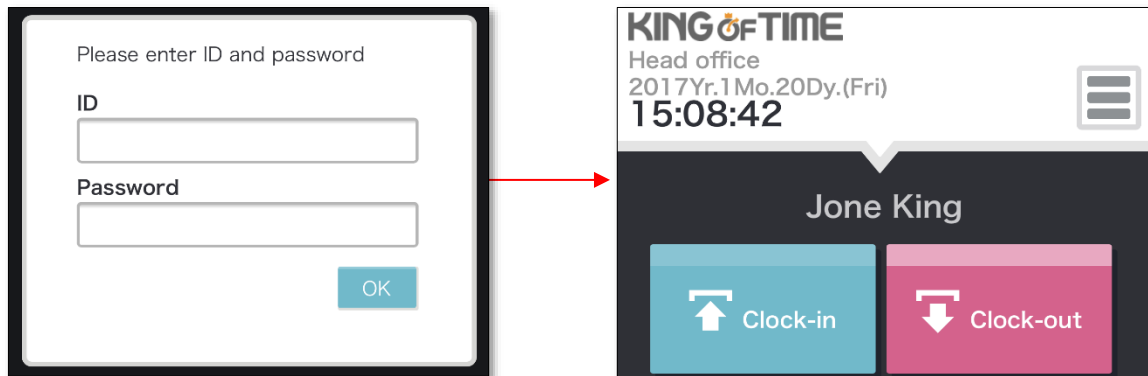 Please enter ID and password
ID
Password
OK
KING OF TIME
Head office
2017Yr.1Mo.20Dy.(Fri)
15:08:42
Jone King
Clock-in
Clock-out